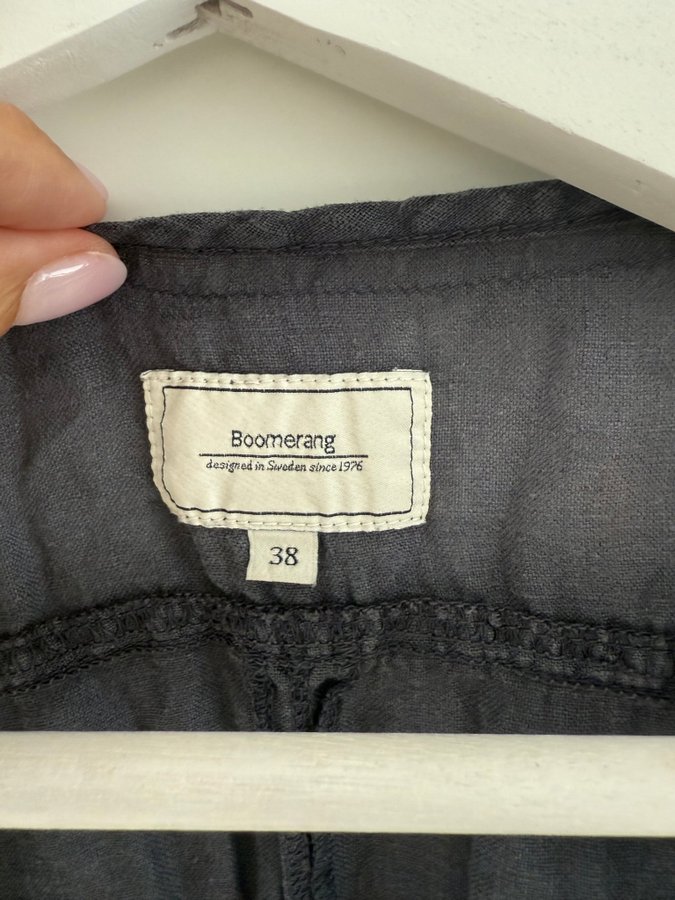 Boomerang
designed in Sweden since 1976
38